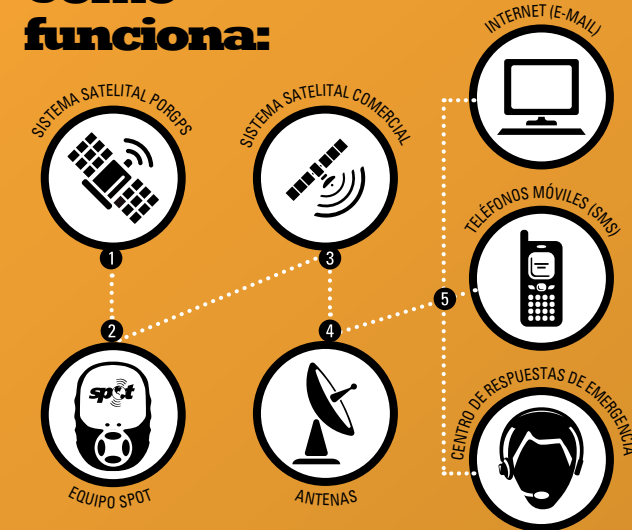 Cómo
funciona:
SISTEMA SATELITAL PORGPS
SISTEMA SATELITAL COMERCIAL
INTERNET (E-MAIL)
1
3
TELÉFONOS MÓVILES (SMS)
5
2
4
spot
EQUIPO SPOT
ANTENAS
CENTRO DE RESPUESTAS DE EMERGENCIA